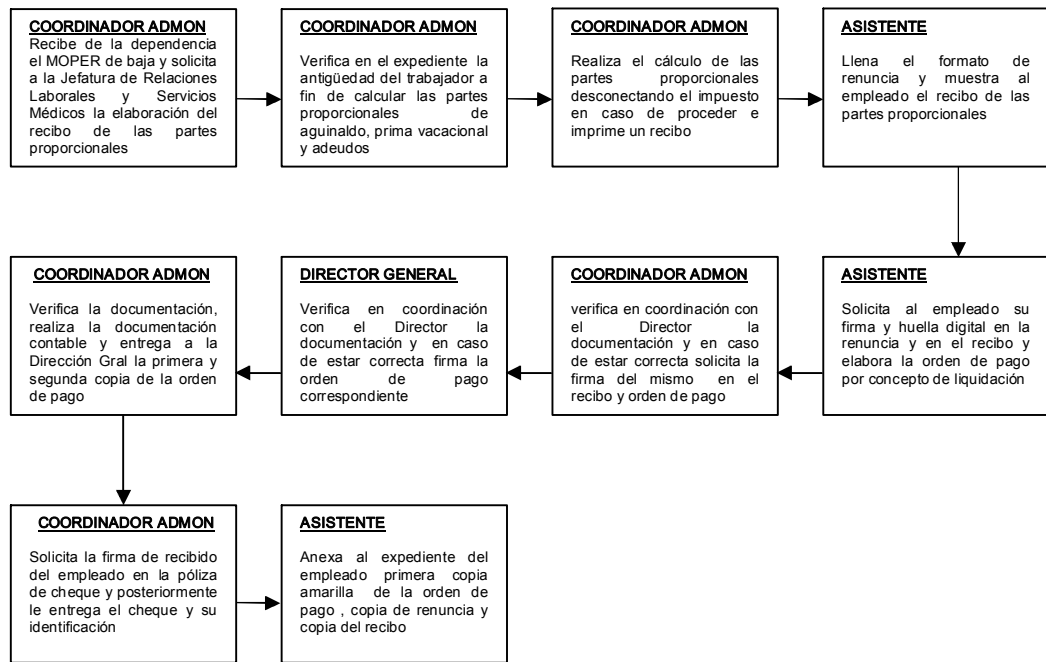 COORDINADOR ADMON
Recibe de la dependencia
el MOPER de baja y solicita
a la Jefatura de Relaciones
Laborales y Servicios
Médicos la elaboración del
recibo de las partes
proporcionales
COORDINADOR ADMON
Verifica en el expediente la
antigüedad del trabajador a
fin de calcular las partes
proporcionales de
aguinaldo, prima vacacional
y adeudos
COORDINADOR ADMON
Realiza el cálculo de las
partes proporcionales
desconectando el impuesto
en caso de proceder e
imprime un recibo
ASISTENTE
Llena el formato de
renuncia y muestra al
empleado el recibo de las
partes proporcionales
ASISTENTE
Solicita al empleado su
firma y huella digital en la
renuncia y en el recibo y
elabora la orden de pago
por concepto de liquidación
COORDINADOR ADMON
verifica en coordinación con
el Director la
documentación y en caso
de estar correcta solicita la
firma del mismo en el
recibo y orden de pago
DIRECTOR GENERAL
Verifica en coordinación
con el Director la
documentación y en caso
de estar correcta firma la
orden de pago
correspondiente
COORDINADOR ADMON
Verifica la documentación,
realiza la documentación
contable y entrega a la
Dirección Gral la primera y
segunda copia de la orden
de pago
COORDINADOR ADMON
Solicita la firma de recibido
del empleado en la póliza
de cheque y posteriormente
le entrega el cheque y su
identificación
ASISTENTE
Anexa al expediente del
empleado primera copia
amarilla de la orden de
pago , copia de renuncia y
copia del recibo